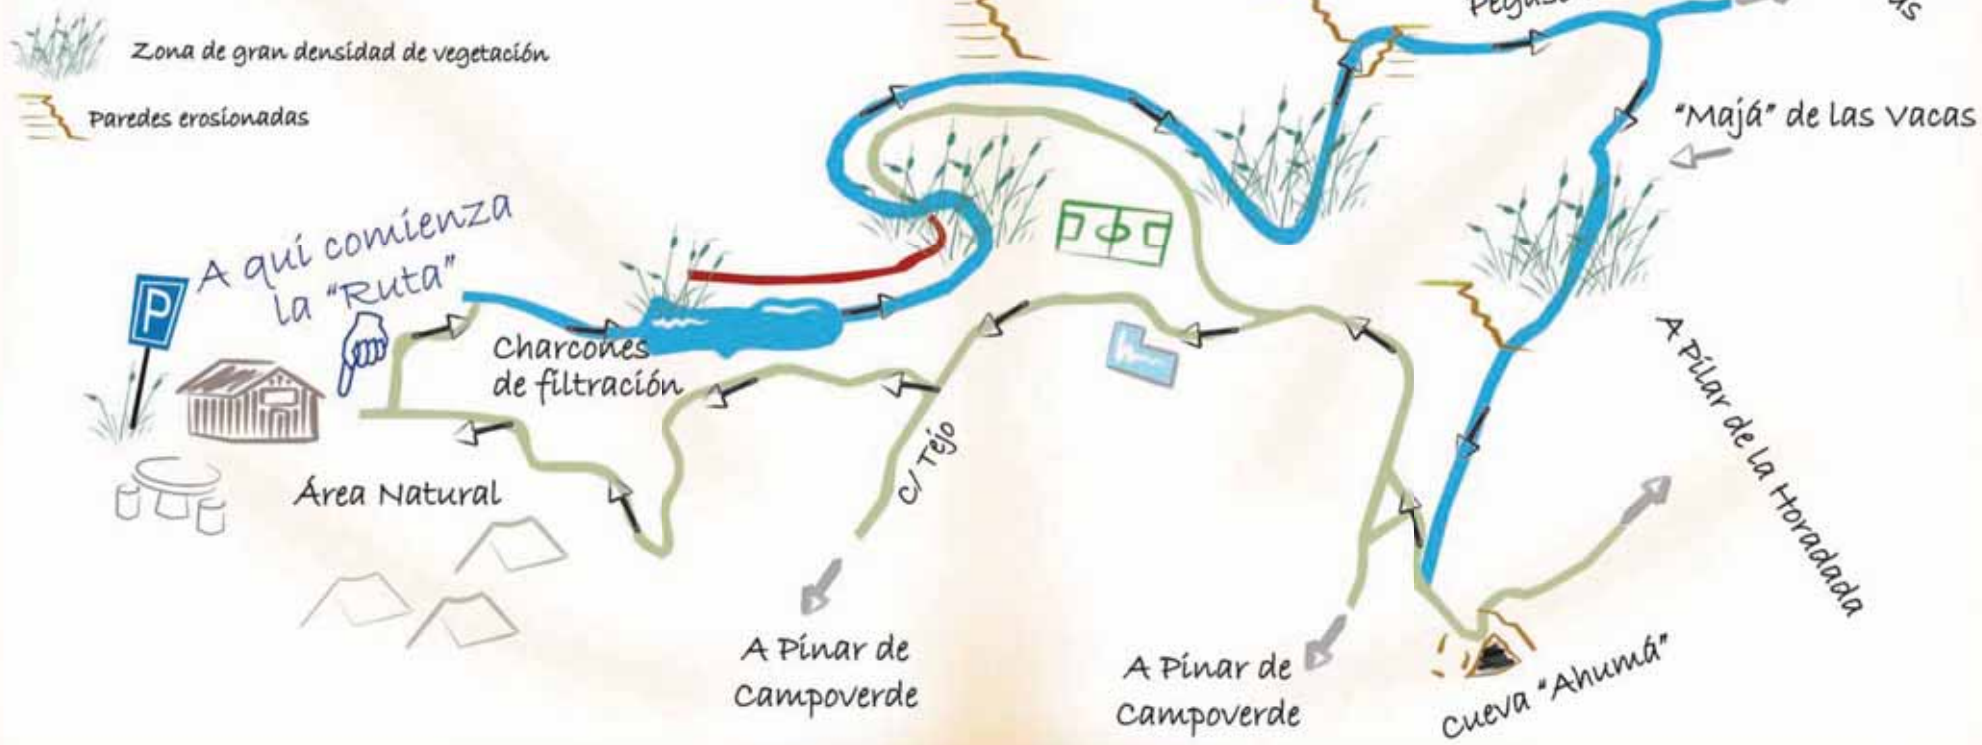 Zona de gran densidad de vegetación
Paredes erosionadas
"Majá" de las Vacas
A quí comienza
la "Ruta"
P
Charcones
de filtración
Área Natural
C/ Tejo
A Pilar de la Horadada
A Pinar de
Campoverde
A Pinar de
Campoverde
Cueva "Ahumá"